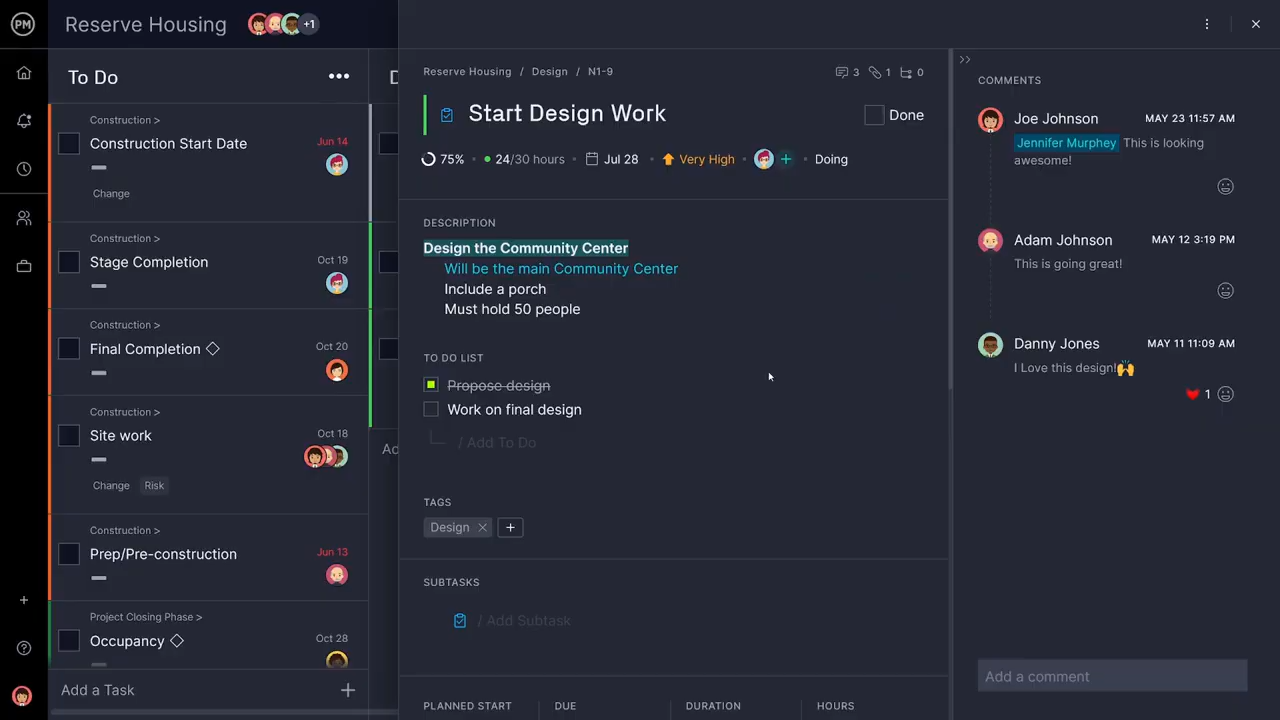 PM
Reserve Housing
+1
To Do
Construction >
Construction Start Date
Jun 14
Change
Construction >
Stage Completion
Oct 19
Construction >
Final Completion
Oct 20
Construction >
Site work
Oct 18
Change Risk
Construction >
Prep/Pre-construction
Jun 13
Project Closing Phase >
Occupancy
Oct 28
Add a Task
D
Ad
Reserve Housing / Design / N1-9
3 1 0
Start Design Work
Done
75% • 24/30 hours • Jul 28 • Very High • + • Doing
DESCRIPTION
Design the Community Center
Will be the main Community Center
Include a porch
Must hold 50 people
TO DO LIST
Propose design
Work on final design
/ Add To Do
TAGS
Design
SUBTASKS
/ Add Subtask
PLANNED START DUE DURATION HOURS
COMMENTS
Joe Johnson MAY 23 11:57 AM
Jennifer Murphey This is looking
awesome!
Adam Johnson MAY 12 3:19 PM
This is going great!
Danny Jones MAY 11 11:09 AM
I Love this design!🙌
❤️ 1
Add a comment